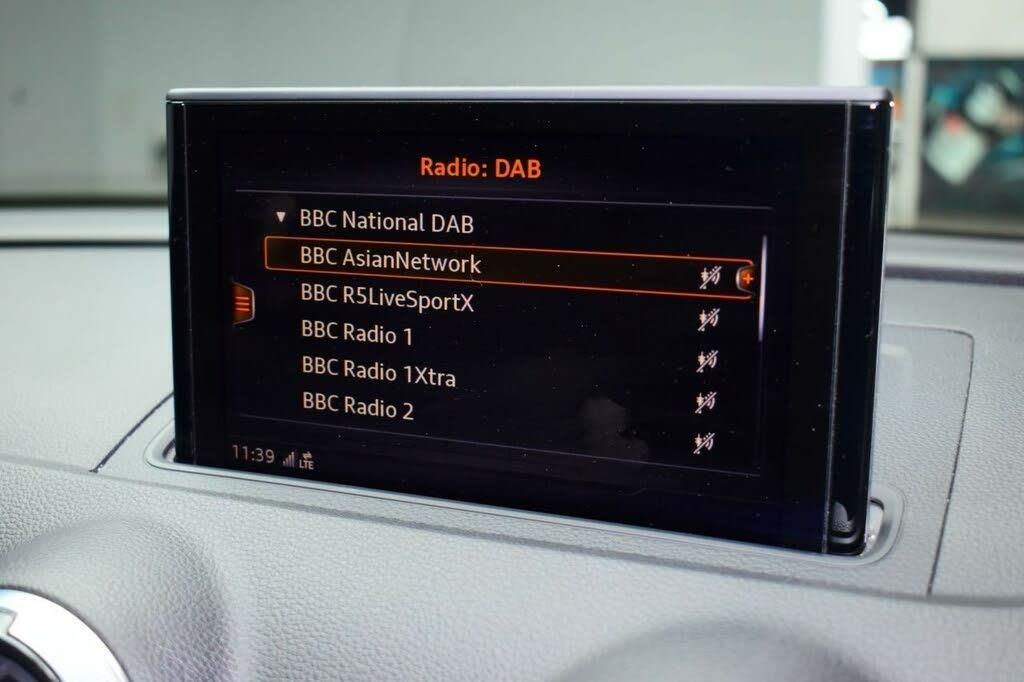 Radio: DAB
▼ BBC National DAB
BBC AsianNetwork
BBC R5LiveSportX
BBC Radio 1
BBC Radio 1Xtra
BBC Radio 2
11:39 LTE